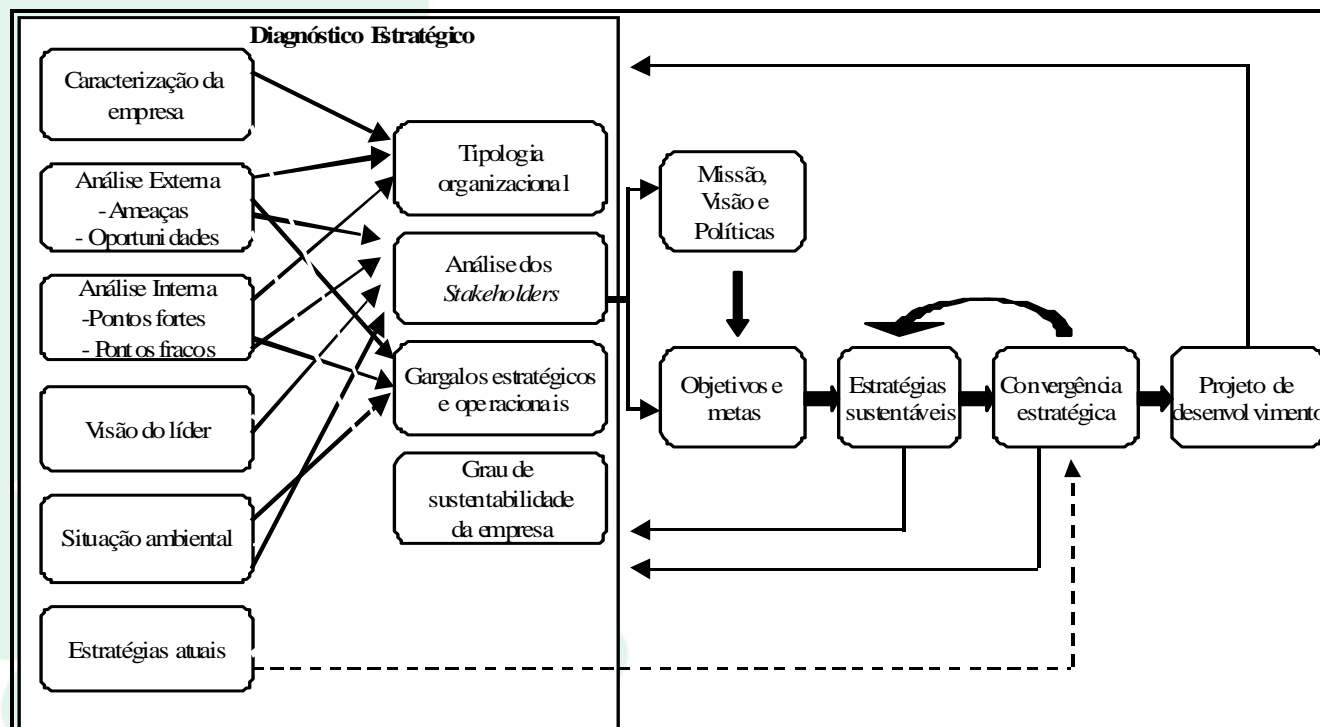 Diagnóstico Estratégico
Caracterização da
empresa
Análise Externa
- Ameaças
- Oportunidades
Análise Interna
-Pontos fortes
- Pontos fracos
Visão do líder
Situação ambiental
Estratégias atuais
Tipologia
organizacional
Análise dos
Stakeholders
Gargalos estratégicos
e operacionais
Grau de
sustentabilidade
da empresa
Missão,
Visão e
Políticas
Objetivos e
metas
Estratégias
sustentáveis
Convergência
estratégica
Projeto de
desenvolvimento